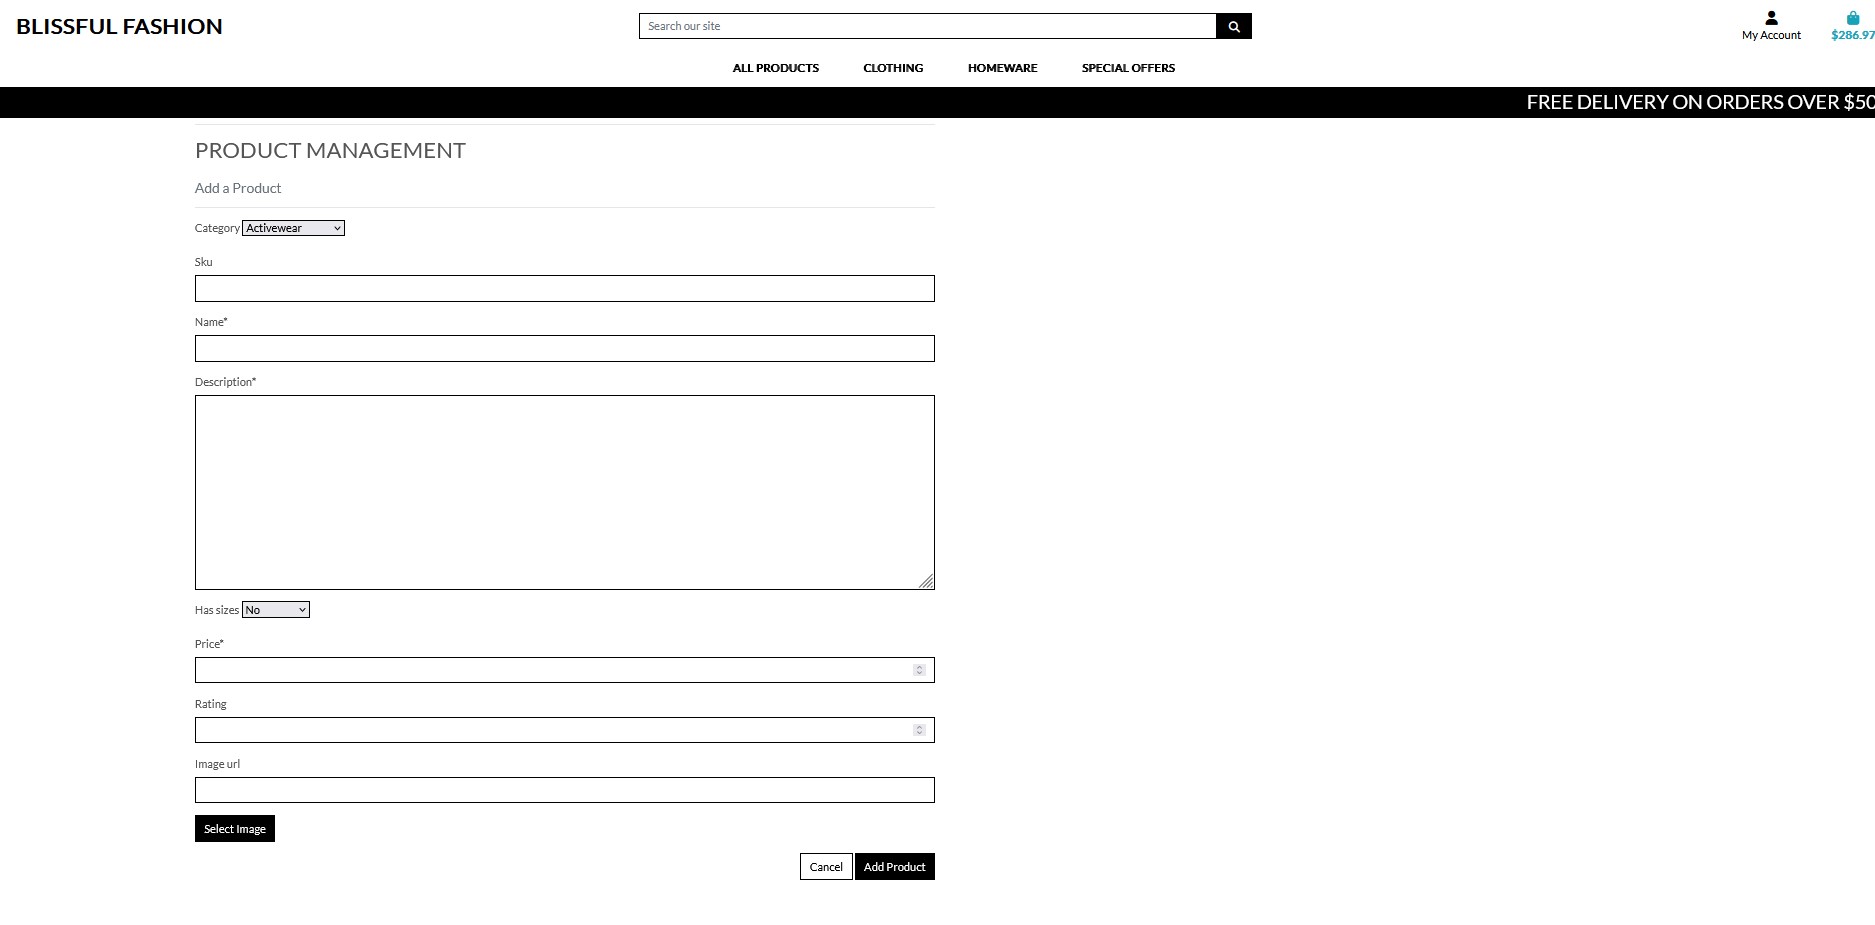 BLISSFUL FASHION
Search our site
My Account
$286.97
ALL PRODUCTS CLOTHING HOMEWARE SPECIAL OFFERS
FREE DELIVERY ON ORDERS OVER $50
PRODUCT MANAGEMENT
Add a Product
Category Activewear
Sku
Name*
Description*
Has sizes No
Price*
Rating
Image url
Select Image
Cancel Add Product